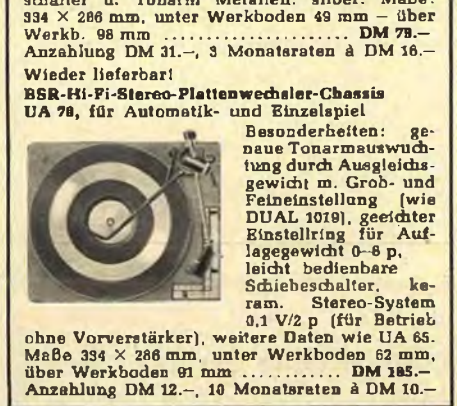 schalter u. Tonarm Metallen. silber. Maße:
334 × 286 mm, unter Werkboden 49 mm – über
Werkb. 98 mm .................... DM 79.–
Anzahlung DM 31.–, 3 Monatsraten à DM 16.–
Wieder lieferbar!
BSR-Hi-Fi-Stereo-Plattenwechsler-Chassis
UA 78, für Automatik- und Einzelspiel
Besonderheiten: ge-
naue Tonarmauswuch-
tung durch Ausgleichs-
gewicht m. Grob- und
Feineinstellung (wie
DUAL 1019), geeichter
Einstellring für Auf-
lagegewicht 0–8 p,
leicht bedienbare
Schiebeschalter, ke-
ram. Stereo-System
0,1 V/2 p (für Betrieb
ohne Vorverstärker), weitere Daten wie UA 65.
Maße 334 × 286 mm, unter Werkboden 62 mm,
über Werkboden 91 mm ............ DM 185.–
Anzahlung DM 12.–, 10 Monatsraten à DM 10.–